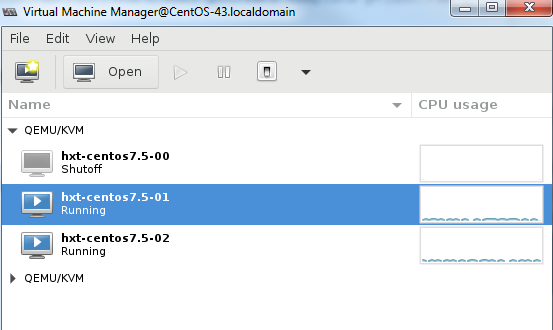 Virtual Machine Manager@CentOS-43.localdomain
File Edit View Help
Open
Name CPU usage
QEMU/KVM
hxt-centos7.5-00
Shutoff
hxt-centos7.5-01
Running
hxt-centos7.5-02
Running
QEMU/KVM